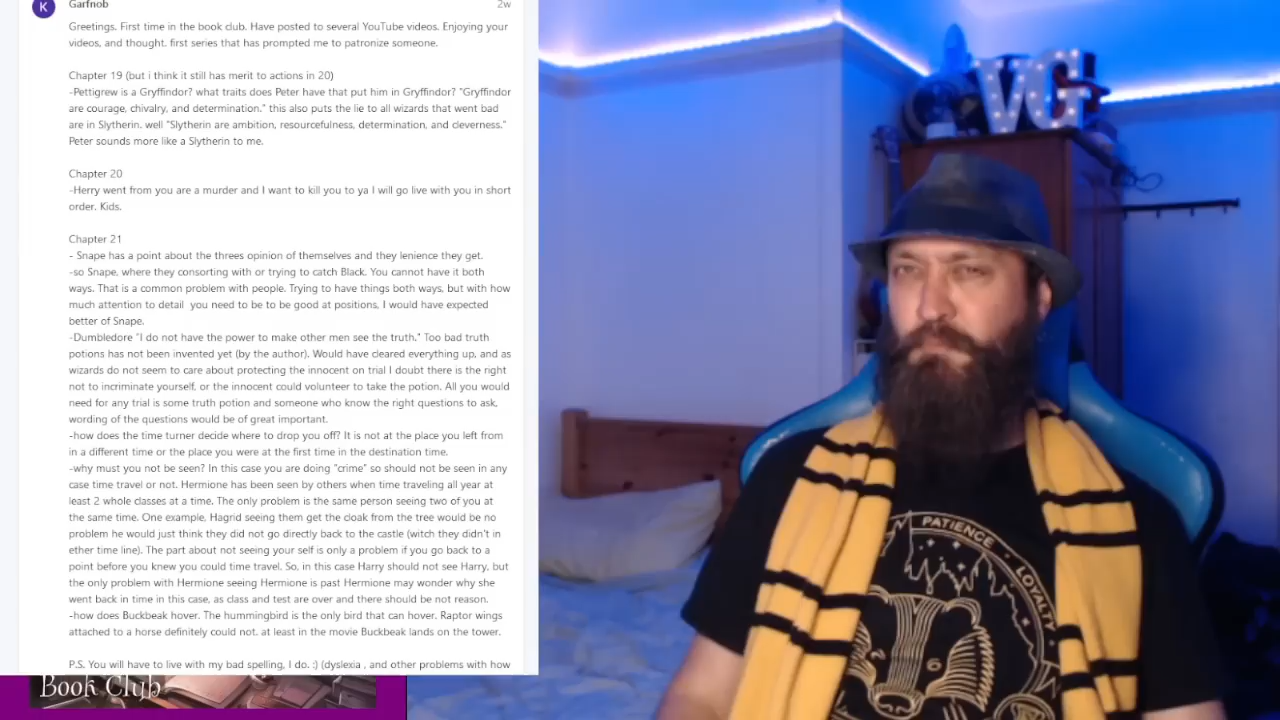 Garfnob
2w
Greetings. First time in the book club. Have posted to several YouTube videos. Enjoying your
videos, and thought. first series that has prompted me to patronize someone.
Chapter 19 (but i think it still has merit to actions in 20)
-Pettigrew is a Gryffindor? what traits does Peter have that put him in Gryffindor? "Gryffindor
are courage, chivalry, and determination." this also puts the lie to all wizards that went bad
are in Slytherin. well "Slytherin are ambition, resourcefulness, determination, and cleverness."
Peter sounds more like a Slytherin to me.
Chapter 20
-Herry went from you are a murder and I want to kill you to ya I will go live with you in short
order. Kids.
Chapter 21
- Snape has a point about the threes opinion of themselves and they lenience they get.
-so Snape. where they consorting with or trying to catch Black. You cannot have it both
ways. That is a common problem with people. Trying to have things both ways, but with how
much attention to detail  you need to be to be good at positions, I would have expected
better of Snape.
-Dumbledore "I do not have the power to make other men see the truth." Too bad truth
potions has not been invented yet (by the author). Would have cleared everything up, and as
wizards do not seem to care about protecting the innocent on trial I doubt there is the right
not to incriminate yourself, or the innocent could volunteer to take the potion. All you would
need for any trial is some truth potion and someone who know the right questions to ask,
wording of the questions would be of great important.
-how does the time turner decide where to drop you off? It is not at the place you left from
in a different time or the place you were at the first time in the destination time.
-why must you not be seen? In this case you are doing "crime" so should not be seen in any
case time travel or not. Hermione has been seen by others when time traveling all year at
least 2 whole classes at a time. The only problem is the same person seeing two of you at
the same time. One example, Hagrid seeing them get the cloak from the tree would be no
problem he would just think they did not go directly back to the castle (witch they didn't in
ether time line). The part about not seeing your self is only a problem if you go back to a
point before you knew you could time travel. So, in this case Harry should not see Harry, but
the only problem with Hermione seeing Hermione is past Hermione may wonder why she
went back in time in this case, as class and test are over and there should be not reason.
-how does Buckbeak hover. The hummingbird is the only bird that can hover. Raptor wings
attached to a horse definitely could not. at least in the movie Buckbeak lands on the tower.
P.S. You will have to live with my bad spelling, I do. :) (dyslexia , and other problems with how
Book Club
K
VG
PATIENCE
LOYALTY